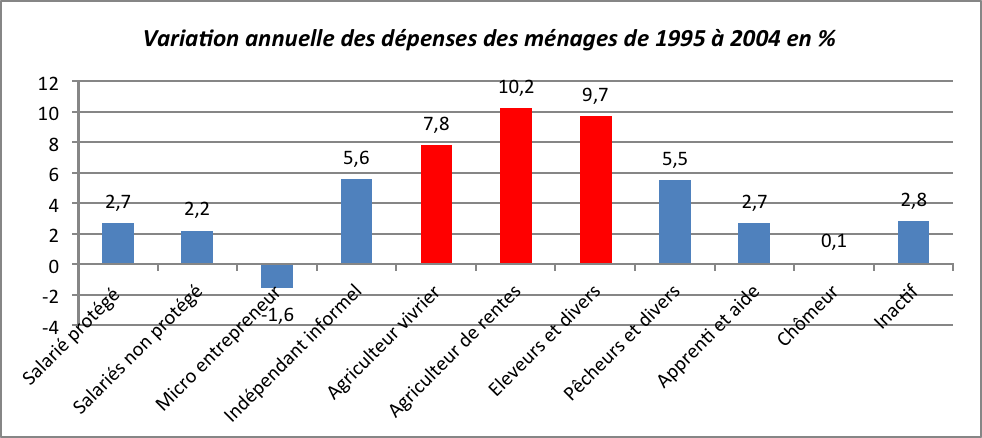 Variation annuelle des dépenses des ménages de 1995 à 2004 en %
12
10
8
6
4
2
0
-2
-4
2,7
2,2
-1,6
5,6
7,8
10,2
9,7
5,5
2,7
0,1
2,8
Salarié protégé
Salariés non protégé
Micro entrepreneur
Indépendant informel
Agriculteur vivrier
Agriculteur de rentes
Eleveurs et divers
Pêcheurs et divers
Apprenti et aide
Chômeur
Inactif